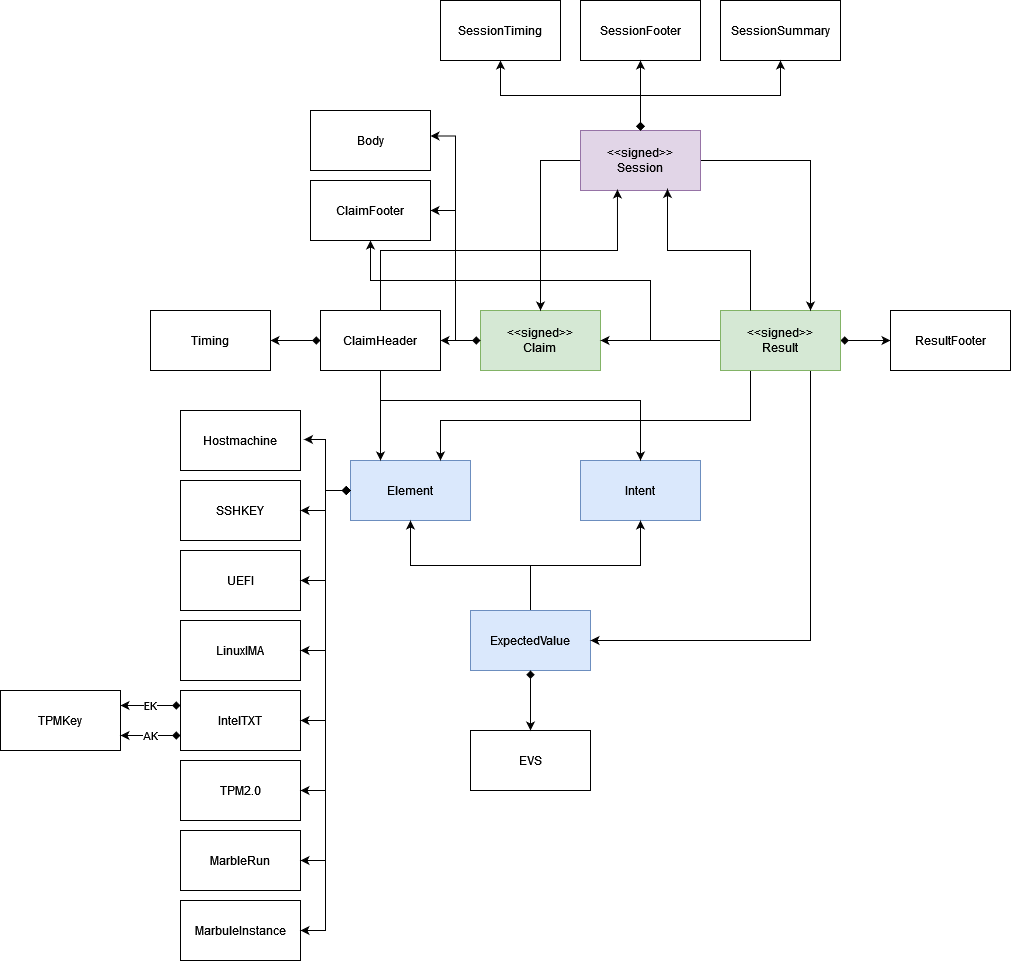 SessionTiming
SessionFooter
SessionSummary
Body
<<signed>>
Session
ClaimFooter
Timing
ClaimHeader
<<signed>>
Claim
<<signed>>
Result
ResultFooter
Hostmachine
Element
Intent
SSHKEY
UEFI
ExpectedValue
LinuxIMA
TPMKey
EK
AK
IntelTXT
EVS
TPM2.0
MarbleRun
MarbuleInstance